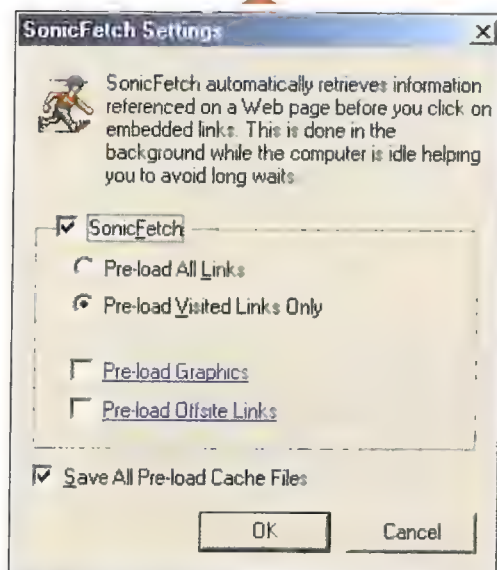 SonicFetch Settings
SonicFetch automatically retrieves information
referenced on a Web page before you click on
embedded links. This is done in the
background while the computer is idle helping
you to avoid long waits
SonicFetch
Pre-load All Links
Pre-load Visited Links Only
Pre-load Graphics
Pre-load Offsite Links
Save All Pre-load Cache Files
OK
Cancel